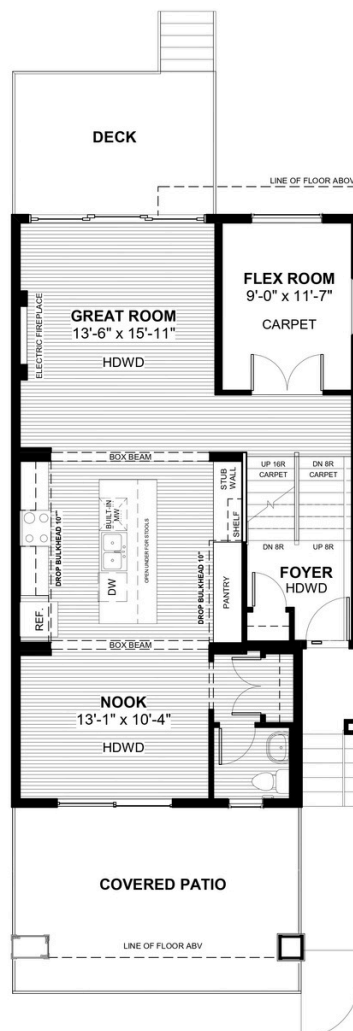 DECK
LINE OF FLOOR ABV
FLEX ROOM
9'-0" x 11'-7"
CARPET
GREAT ROOM
13'-6" x 15'-11"
HDWD
ELECTRIC FIREPLACE
BOX BEAM
STUB
WALL
SHELF
UP 16R
CARPET
DN 8R
CARPET
BUILT-IN
MW
OPEN UNDER FOR STOOLS
DROP BULKHEAD 10"
DROP BULKHEAD 10"
DW
REF.
PANTRY
DN 8R
UP 8R
FOYER
HDWD
BOX BEAM
NOOK
13'-1" x 10'-4"
HDWD
COVERED PATIO
LINE OF FLOOR ABV